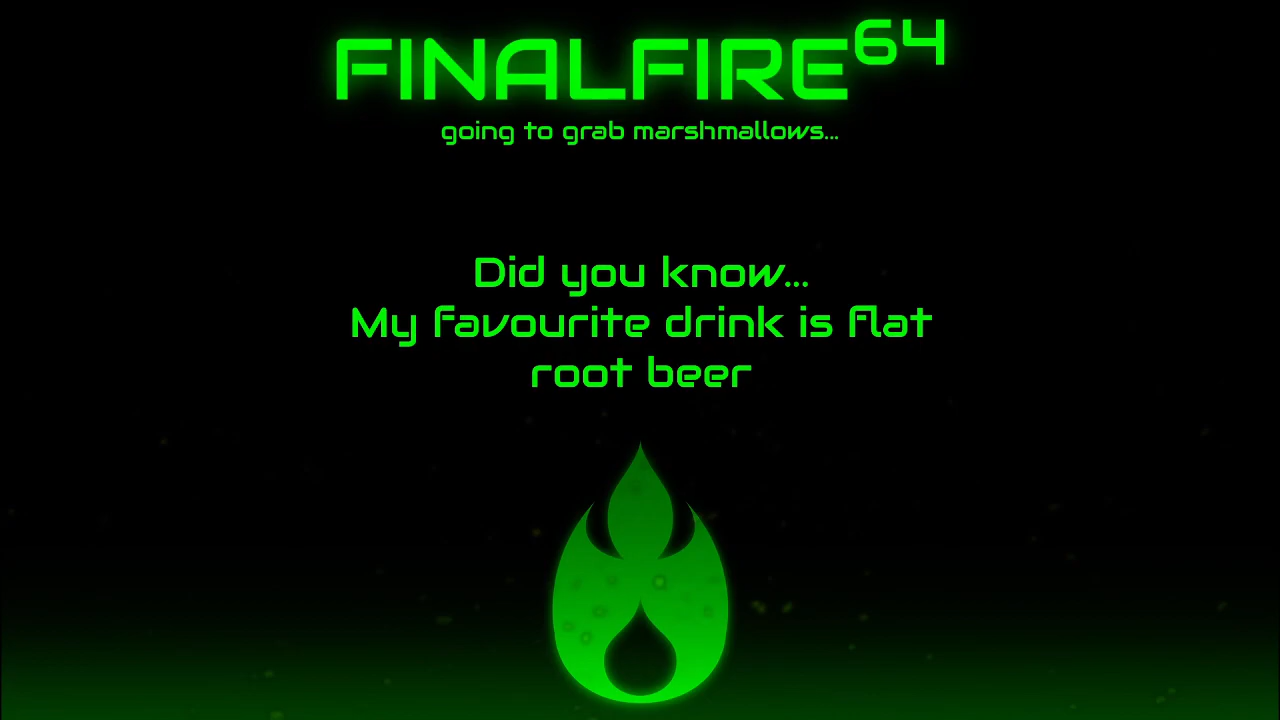 FINALFIRE64
going to grab marshmallows...
Did you know...
My favourite drink is flat
root beer